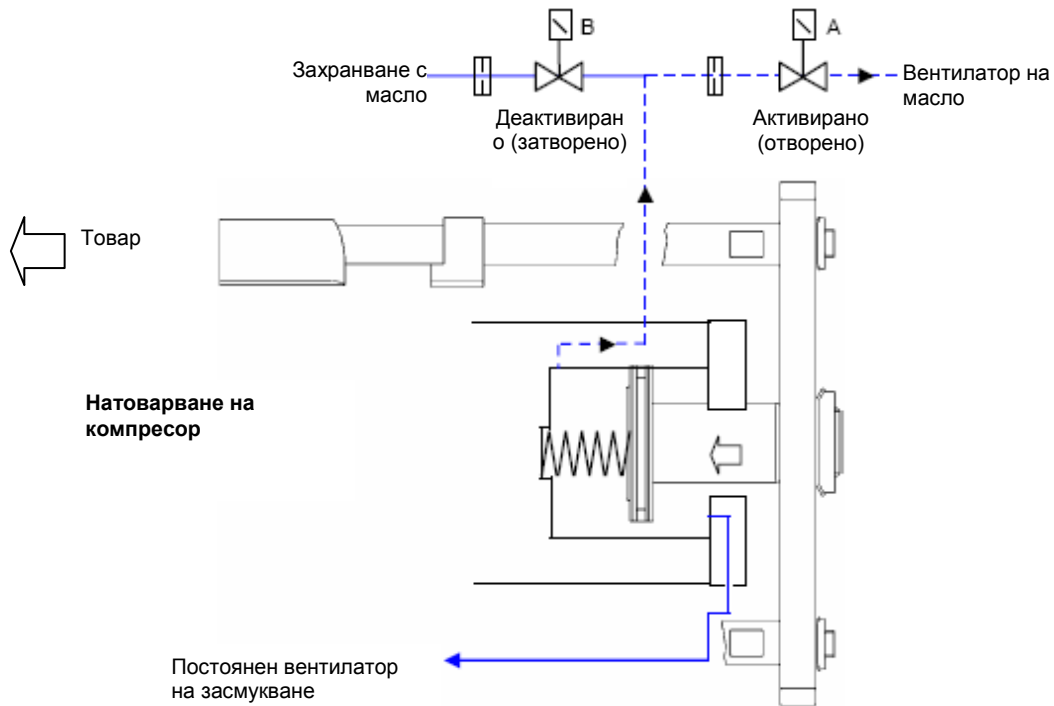 B
A
Захранване с
масло
Вентилатор на
масло
Деактивиран
о (затворено)
Активирано
(отворено)
Товар
Натоварване на
компресор
Постоянен вентилатор
на засмукване